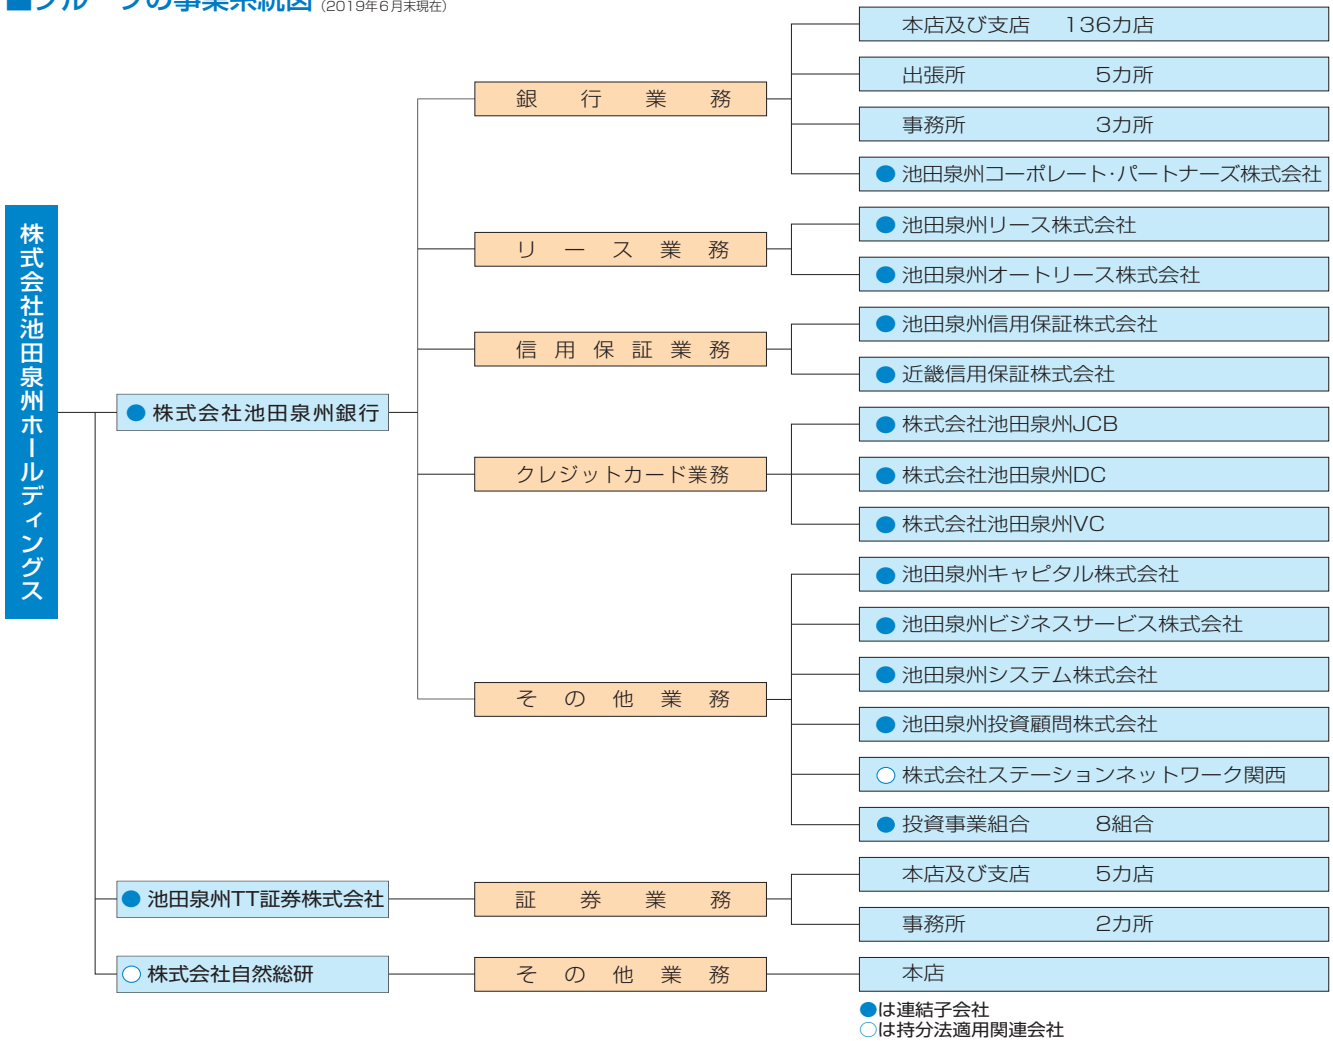 ■グループの事業系統図 (2019年6月末現在)
株式会社池田泉州ホールディングス
●株式会社池田泉州銀行
銀行業務
本店及び支店 136カ店
出張所 5カ所
事務所 3カ所
●池田泉州コーポレート・パートナーズ株式会社
リース業務
●池田泉州リース株式会社
●池田泉州オートリース株式会社
信用保証業務
●池田泉州信用保証株式会社
●近畿信用保証株式会社
クレジットカード業務
●株式会社池田泉州JCB
●株式会社池田泉州DC
●株式会社池田泉州VC
その他業務
●池田泉州キャピタル株式会社
●池田泉州ビジネスサービス株式会社
●池田泉州システム株式会社
●池田泉州投資顧問株式会社
○株式会社ステーションネットワーク関西
●投資事業組合 8組合
●池田泉州TT証券株式会社
証券業務
本店及び支店 5カ店
事務所 2カ所
○株式会社自然総研
その他業務
本店
●は連結子会社
○は持分法適用関連会社